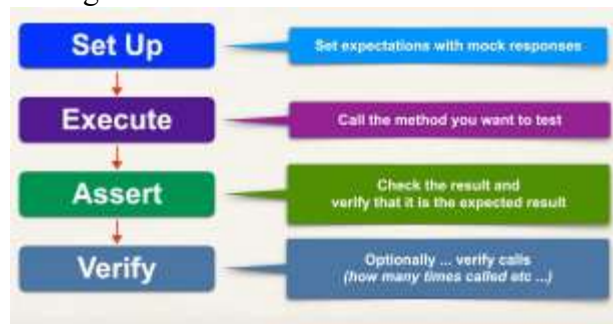 Set Up
Set expectations with mock responses
Execute
Call the method you want to test
Assert
Check the result and
verify that it is the expected result
Verify
Optionally ... verify calls
(how many times called etc ...)